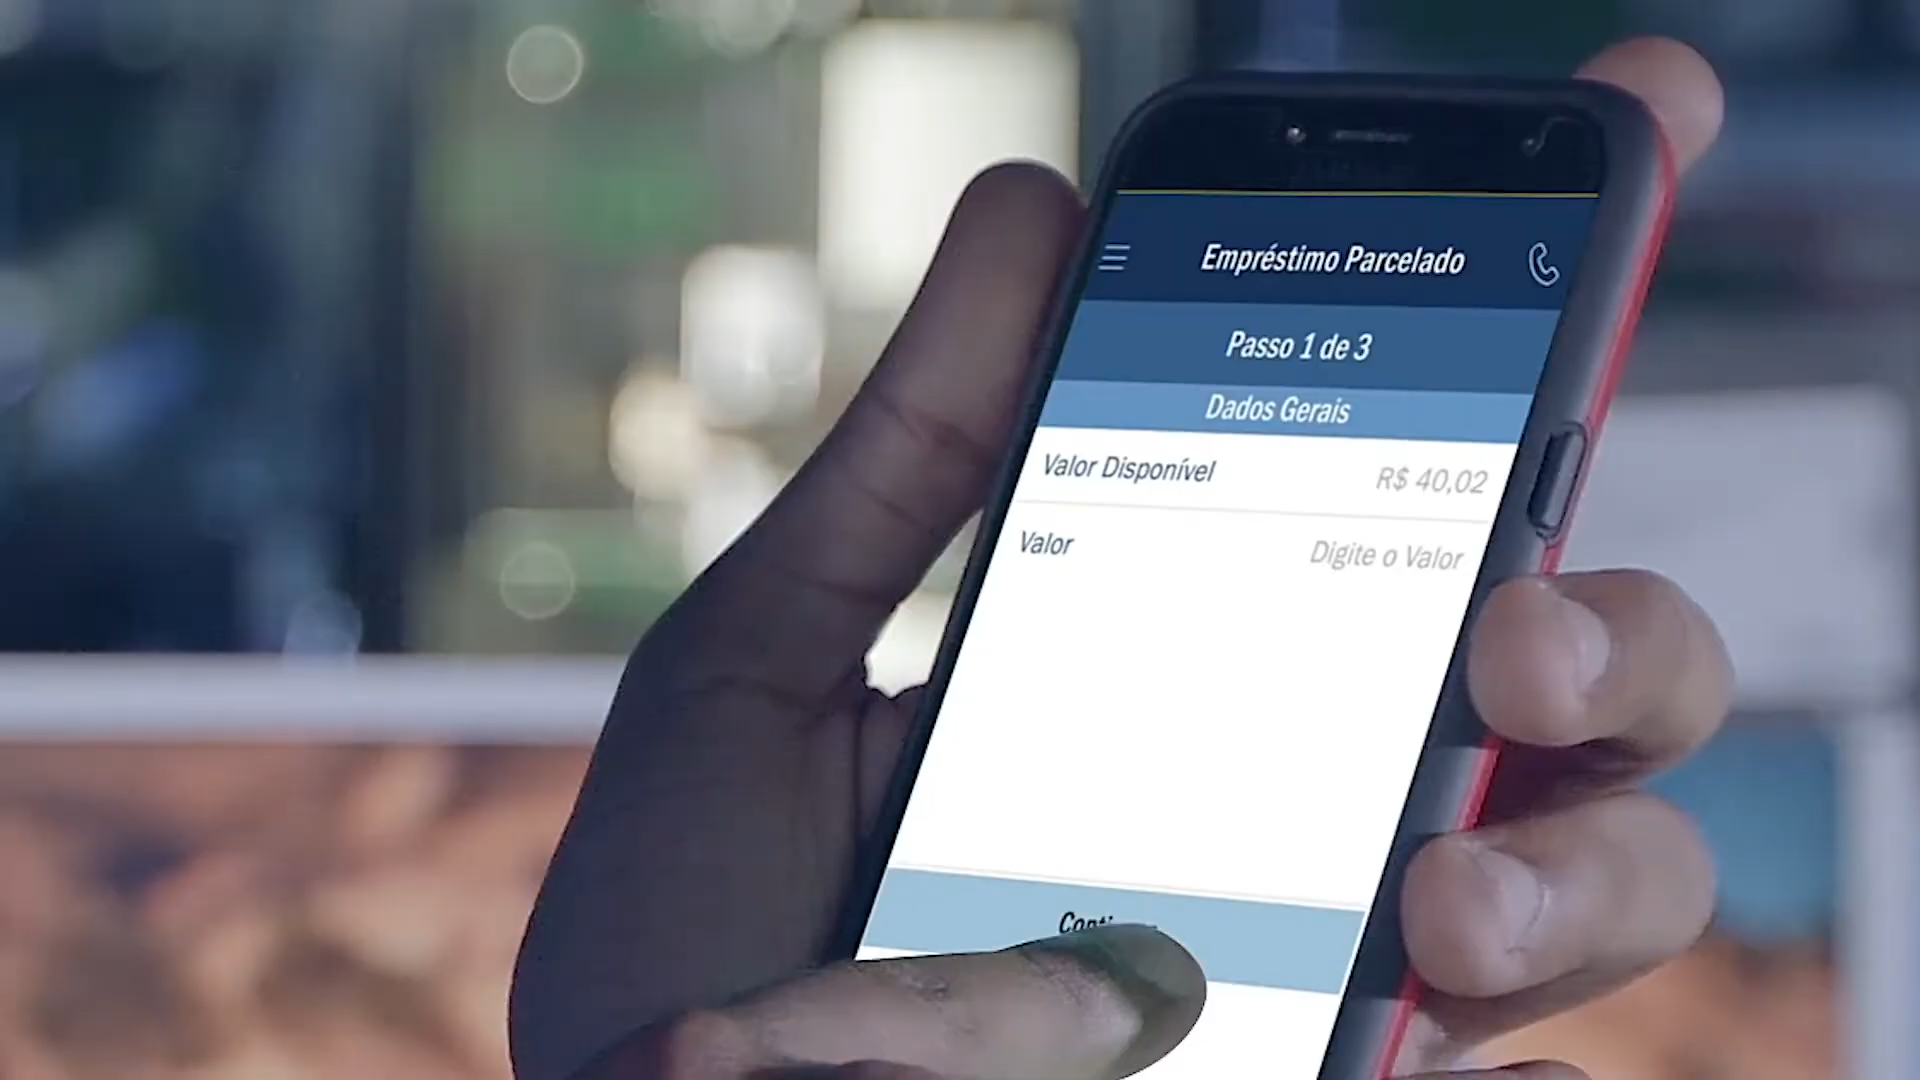 Empréstimo Parcelado
Passo 1 de 3
Dados Gerais
Valor Disponível R$ 40,02
Valor Digite o Valor